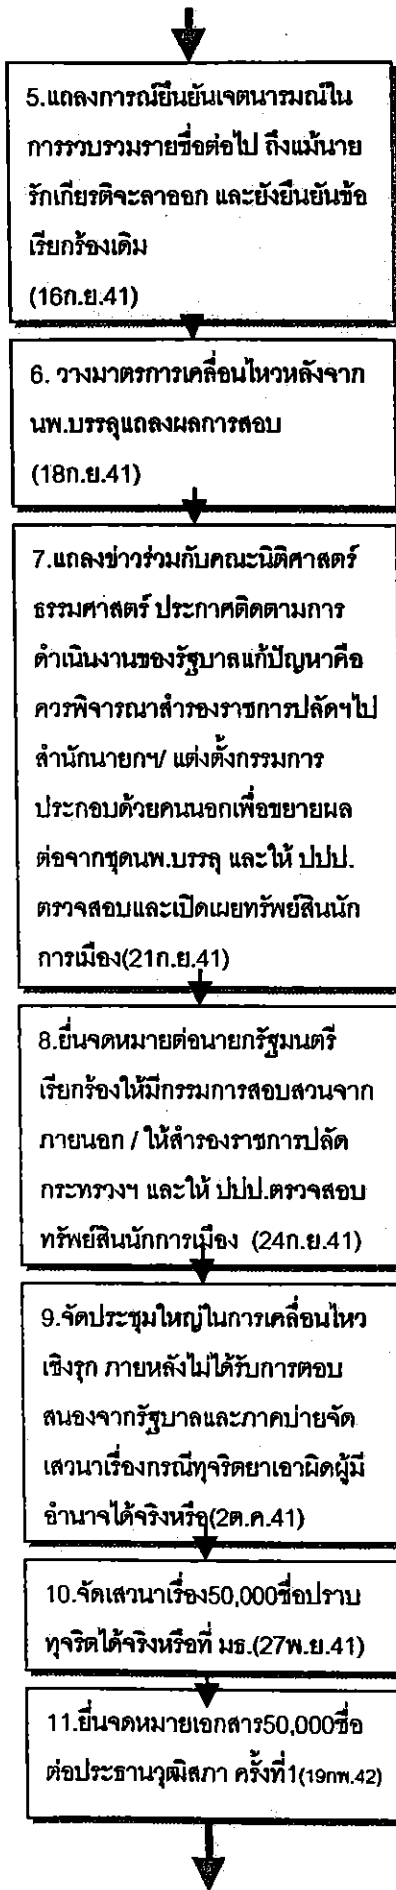 5.แถลงการณ์ยืนยันเจตนารมณ์ใน
การรวบรวมรายชื่อต่อไป ถึงแม้นาย
รักเกียรติจะลาออก และยังยืนยันข้อ
เรียกร้องเดิม
(16ก.ย.41)
6. วางมาตรการเคลื่อนไหวหลังจาก
นพ.บรรลุแถลงผลการสอบ
(18ก.ย.41)
7.แถลงข่าวร่วมกับคณะนิติศาสตร์
ธรรมศาสตร์ ประกาศติดตามการ
ดำเนินงานของรัฐบาลแก้ปัญหาคือ
ควรพิจารณาสำรองราชการปลัดฯไป
สำนักนายกฯ/ แต่งตั้งกรรมการ
ประกอบด้วยคนนอกเพื่อขยายผล
ต่อจากชุดนพ.บรรลุ และให้ ปปป.
ตรวจสอบและเปิดเผยทรัพย์สินนัก
การเมือง(21ก.ย.41)
8.ยื่นจดหมายต่อนายกรัฐมนตรี
เรียกร้องให้มีกรรมการสอบสวนจาก
ภายนอก / ให้สำรองราชการปลัด
กระทรวงฯ และให้ ปปป.ตรวจสอบ
ทรัพย์สินนักการเมือง (24ก.ย.41)
9.จัดประชุมใหญ่ในการเคลื่อนไหว
เชิงรุก ภายหลังไม่ได้รับการตอบ
สนองจากรัฐบาลและภาคบ่ายจัด
เสวนาเรื่องกรณีทุจริตยาเอาผิดผู้มี
อำนาจได้จริงหรือ(2ต.ค.41)
10.จัดเสวนาเรื่อง50,000ชื่อปราบ
ทุจริตได้จริงหรือที่ มธ.(27พ.ย.41)
11.ยื่นจดหมายเอกสาร50,000ชื่อ
ต่อประธานวุฒิสภา ครั้งที่1(19กพ.42)